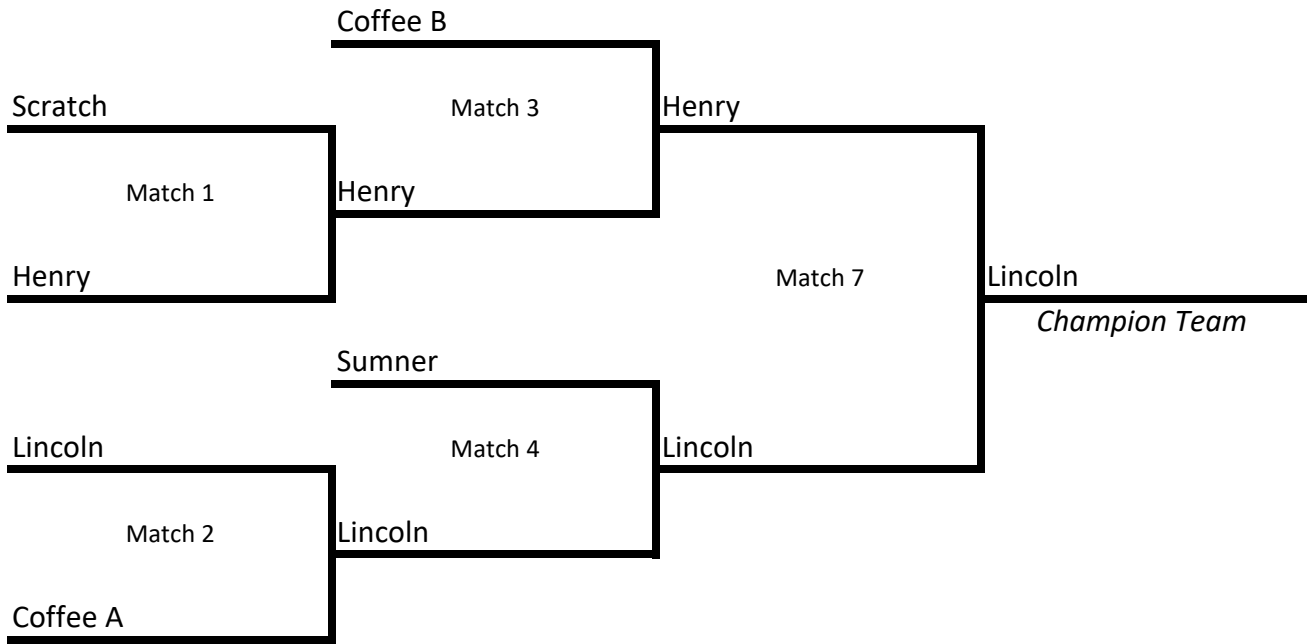 Coffee B
Scratch
Match 3
Henry
Match 1
Henry
Henry
Match 7
Lincoln
Champion Team
Sumner
Lincoln
Match 4
Lincoln
Match 2
Lincoln
Coffee A